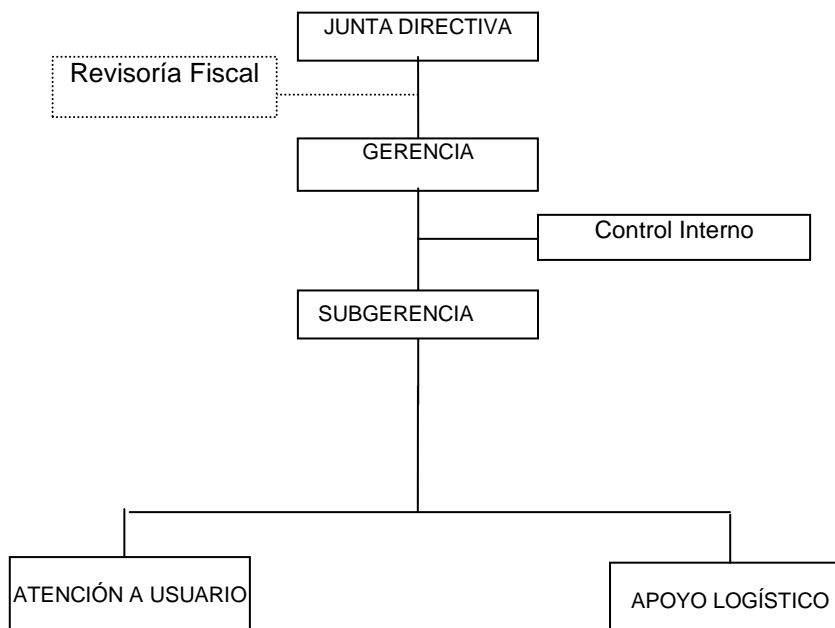 JUNTA DIRECTIVA
Revisoría Fiscal
GERENCIA
Control Interno
SUBGERENCIA
ATENCIÓN A USUARIO
APOYO LOGÍSTICO